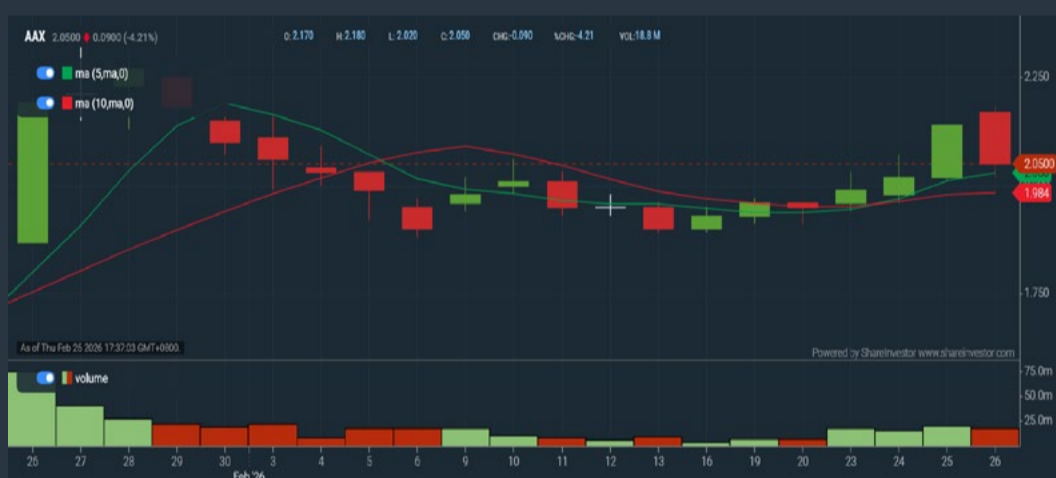 AAX 2.0500 0.0900 (-4.21%) O: 2.170 H: 2.180 L: 2.020 C: 2.050 CHG:-0.090 %CHG:-4.21 VOL:18.8 M
ma (5,ma,0)
ma (10,ma,0)
2.250
2.0500
1.984
1.750
As of Thu Feb 26 2026 17:37:03 GMT+0800.
Powered by ShareInvestor www.shareinvestor.com
volume
75.0m
50.0m
25.0m
26 27 28 29 30 3 4 5 6 9 10 11 12 13 16 19 20 23 24 25 26
Feb '26